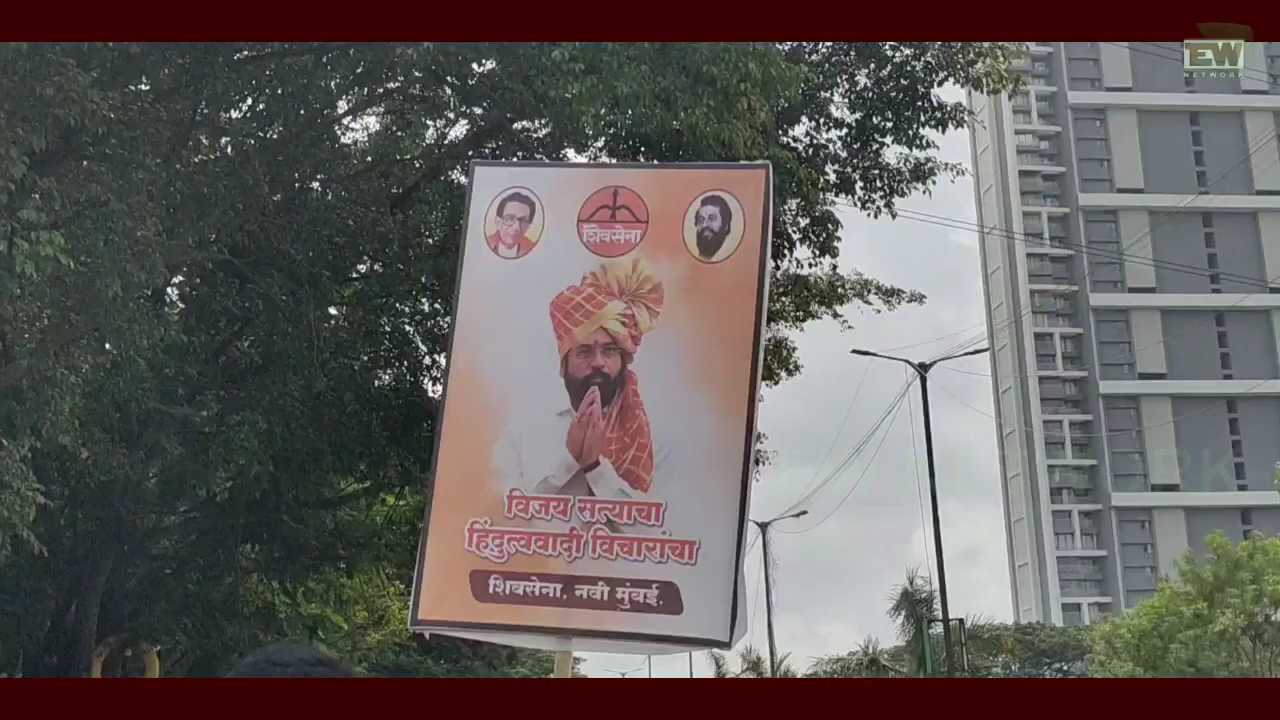 EW
NETWORK
शिवसेना
विजय सत्याचा
हिंदुत्ववादी विचारांचा
शिवसेना, नवी मुंबई.